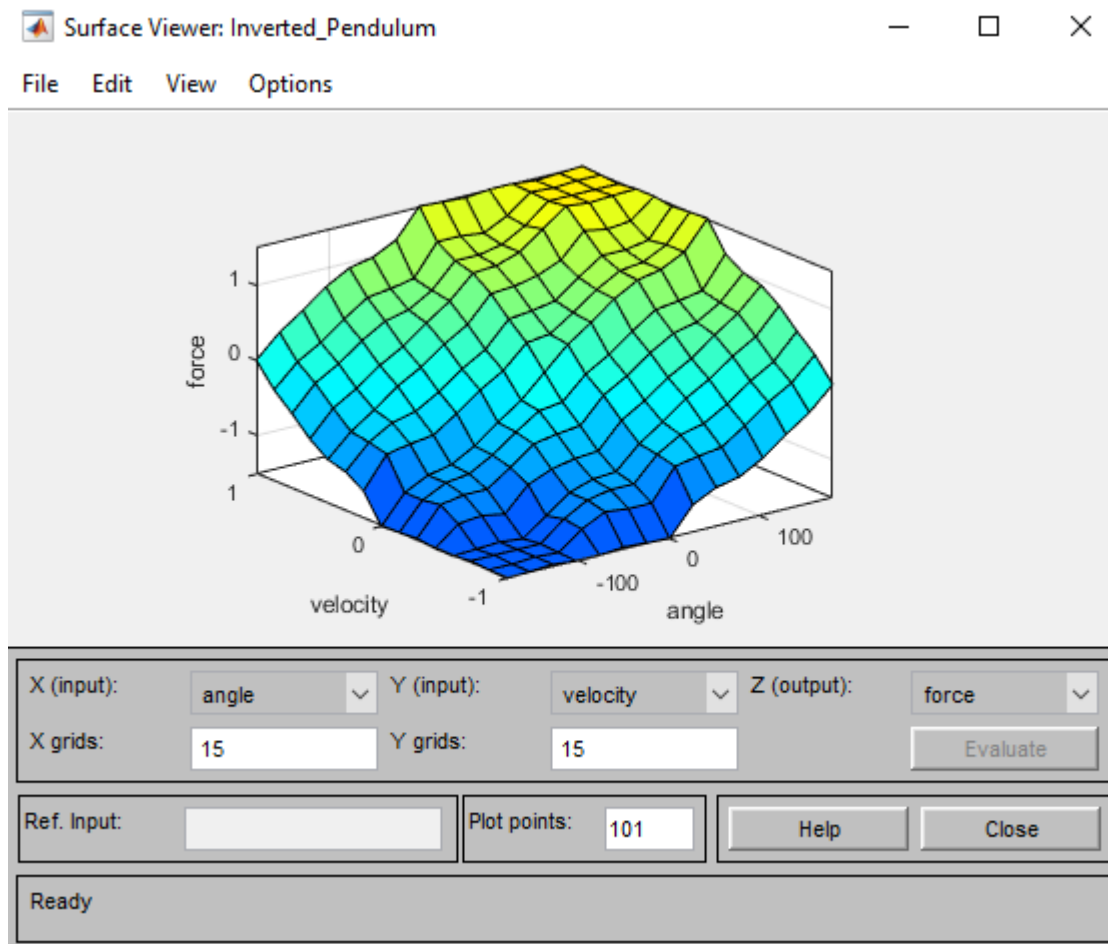 Surface Viewer: Inverted_Pendulum
File Edit View Options
1
0
-1
force
1
0
-1
velocity
-100
0
100
angle
X (input): angle Y (input): velocity Z (output): force
X grids: 15 Y grids: 15 Evaluate
Ref. Input: Plot points: 101 Help Close
Ready